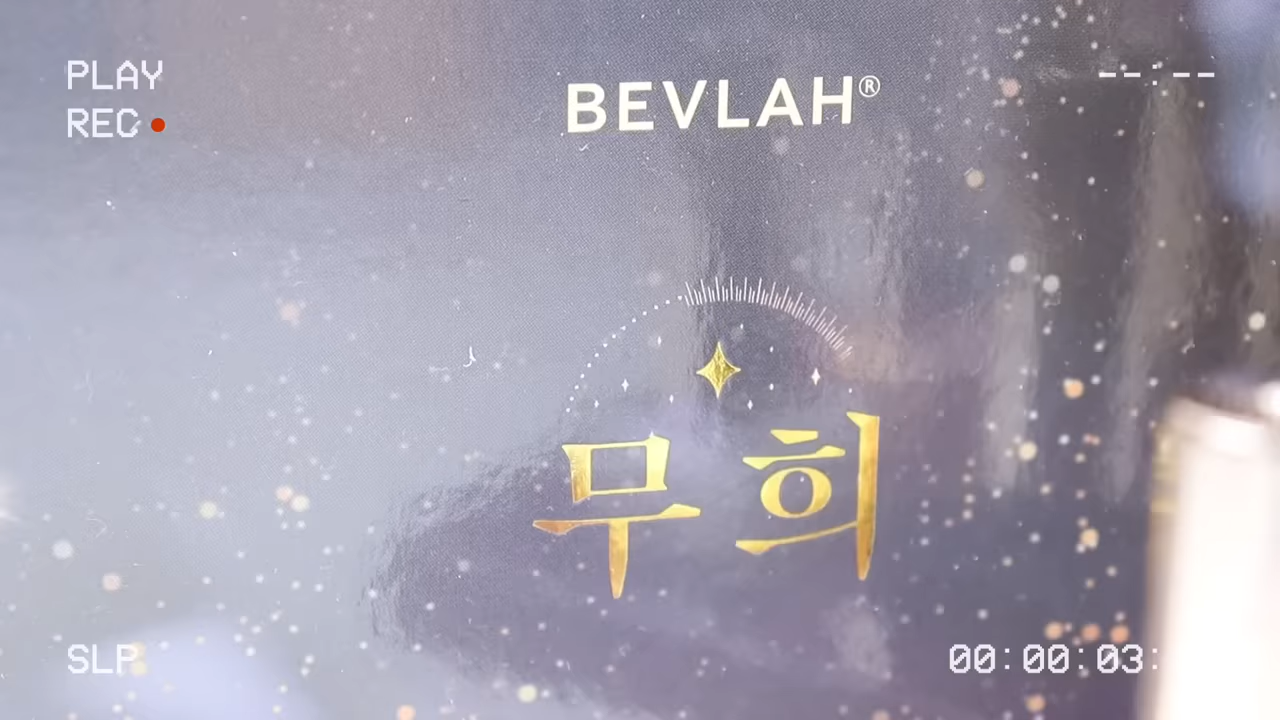 PLAY
--:--
REC
BEVLAH®
무희
SLP
00:00:03: